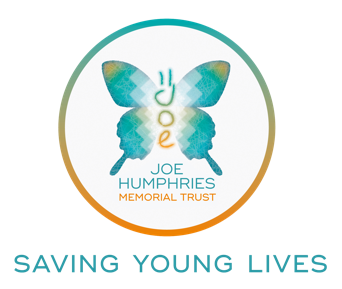 Joe
JOE
HUMPHRIES
MEMORIAL TRUST
SAVING YOUNG LIVES